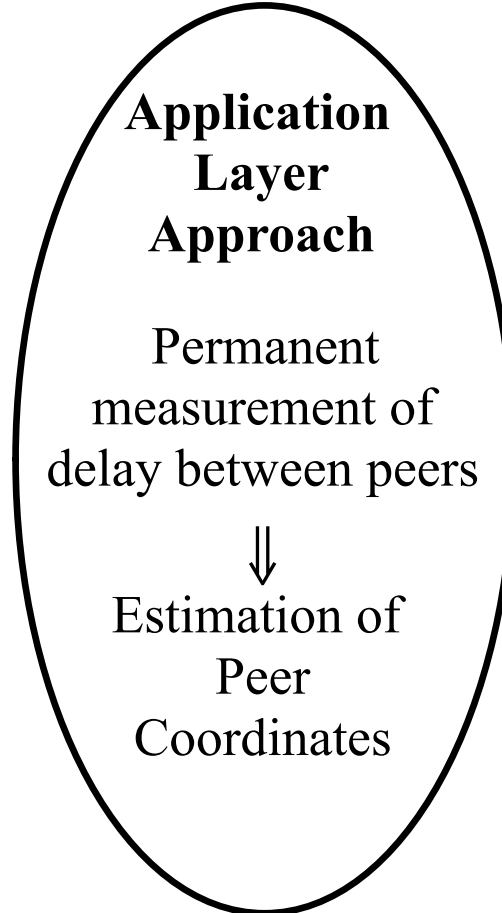 Application
Layer
Approach
Permanent
measurement of
delay between peers
⇓
Estimation of
Peer
Coordinates